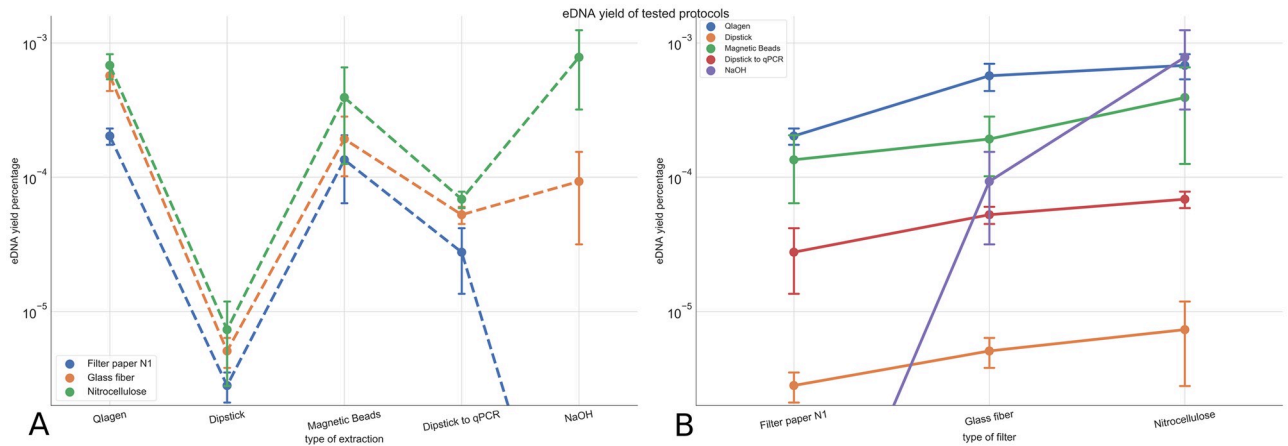 eDNA yield of tested protocols
eDNA yield percentage
10⁻³
10⁻⁴
10⁻⁵
Filter paper N1
Glass fiber
Nitrocellulose
A
QIagen
Dipstick
Magnetic Beads
Dipstick to qPCR
NaOH
type of extraction
eDNA yield percentage
10⁻³
10⁻⁴
10⁻⁵
QIagen
Dipstick
Magnetic Beads
Dipstick to qPCR
NaOH
B
Filter paper N1
Glass fiber
Nitrocellulose
type of filter